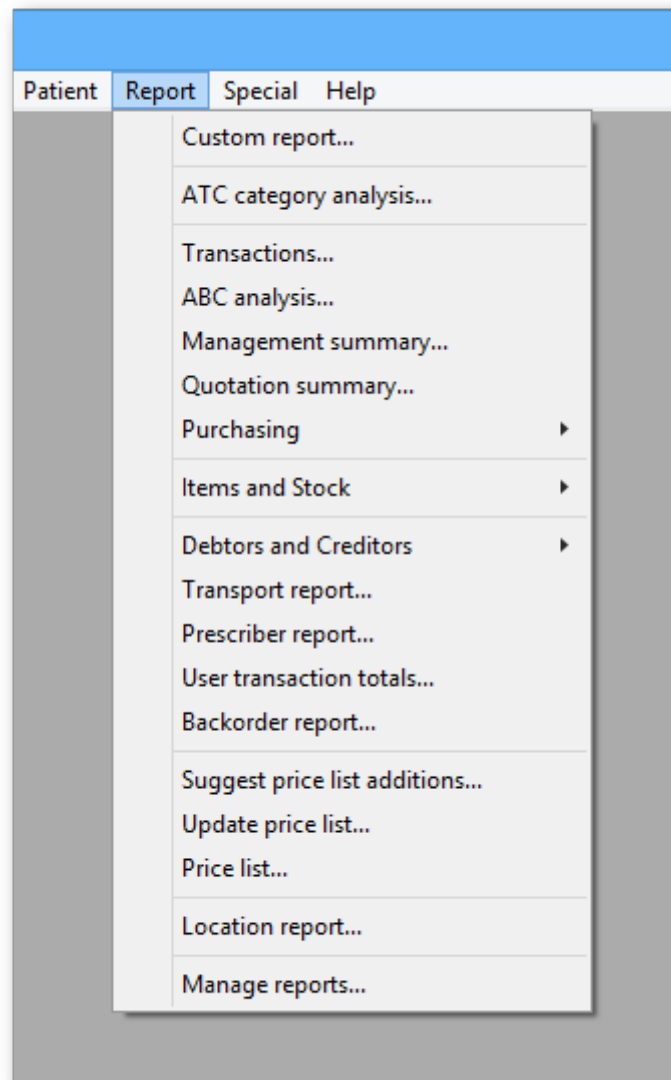 Patient Report Special Help
Custom report...
ATC category analysis...
Transactions...
ABC analysis...
Management summary...
Quotation summary...
Purchasing
Items and Stock
Debtors and Creditors
Transport report...
Prescriber report...
User transaction totals...
Backorder report...
Suggest price list additions...
Update price list...
Price list...
Location report...
Manage reports...